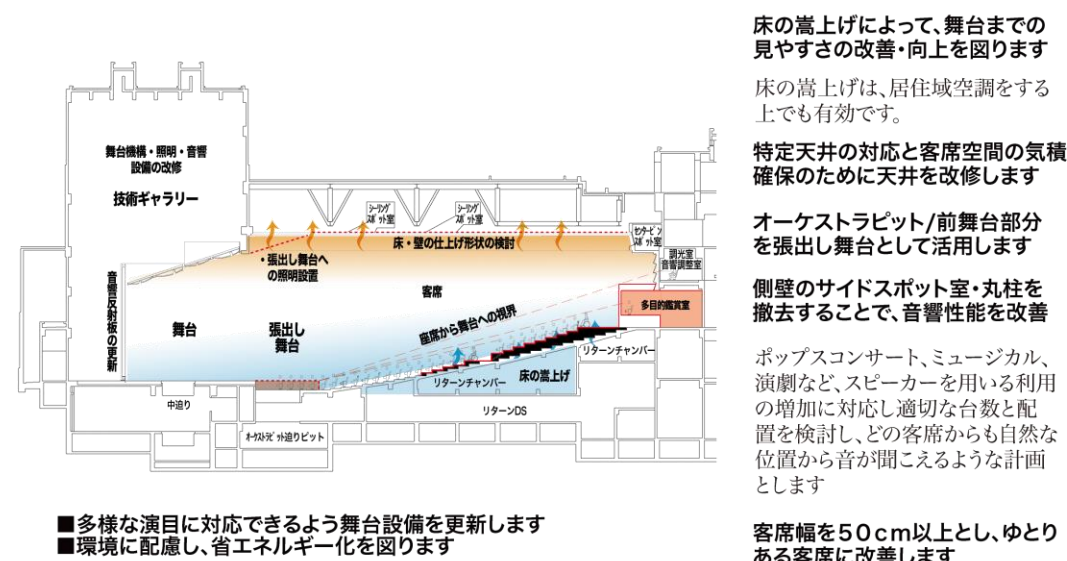 舞台機構・照明・音響
設備の改修
技術ギャラリー
音響反射板の更新
舞台
張出し
舞台
・張出し舞台へ
の照明設置
シーリング
スポット室
シーリング
スポット室
床・壁の仕上げ形状の検討
客席
座席から舞台への視界
センターピン
スポット室
調光室
音響調整室
多目的鑑賞室
リターンチャンバー
リターンチャンバー
床の嵩上げ
リターンDS
中迫り
オーケストラピット迫りピット
■多様な演目に対応できるよう舞台設備を更新します
■環境に配慮し、省エネルギー化を図ります
床の嵩上げによって、舞台までの
見やすさの改善・向上を図ります
床の嵩上げは、居住域空調をする
上でも有効です。
特定天井の対応と客席空間の気積
確保のために天井を改修します
オーケストラピット/前舞台部分
を張出し舞台として活用します
側壁のサイドスポット室・丸柱を
撤去することで、音響性能を改善
ポップスコンサート、ミュージカル、
演劇など、スピーカーを用いる利用
の増加に対応し適切な台数と配
置を検討し、どの客席からも自然な
位置から音が聞こえるような計画
とします
客席幅を50cm以上とし、ゆとり
ある客席に改善します